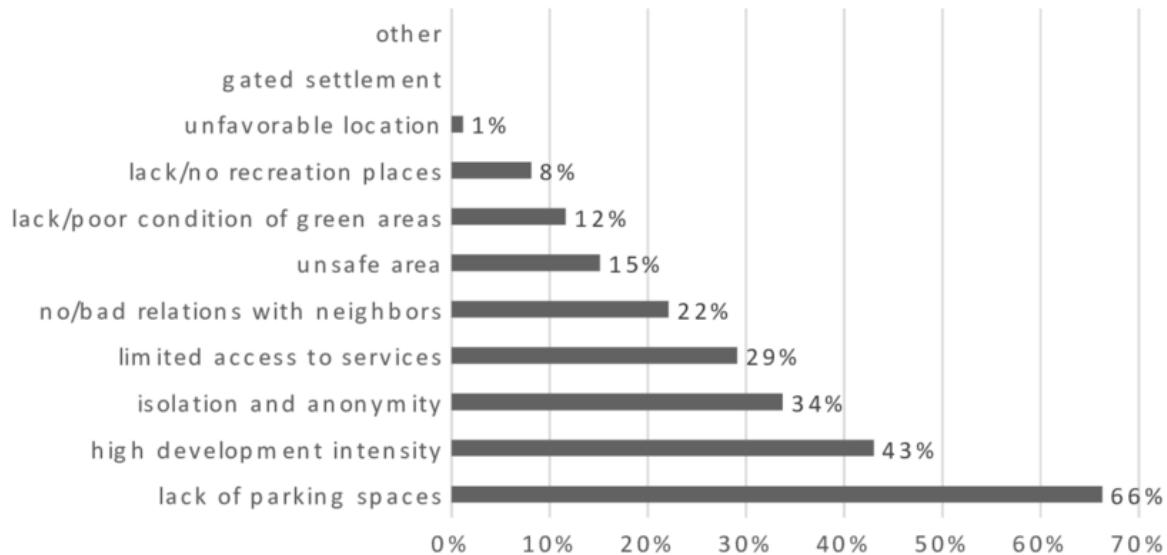 other
gated settlement
unfavorable location 1%
lack/no recreation places 8%
lack/poor condition of green areas 12%
unsafe area 15%
no/bad relations with neighbors 22%
limited access to services 29%
isolation and anonymity 34%
high development intensity 43%
lack of parking spaces 66%
0% 10% 20% 30% 40% 50% 60% 70%